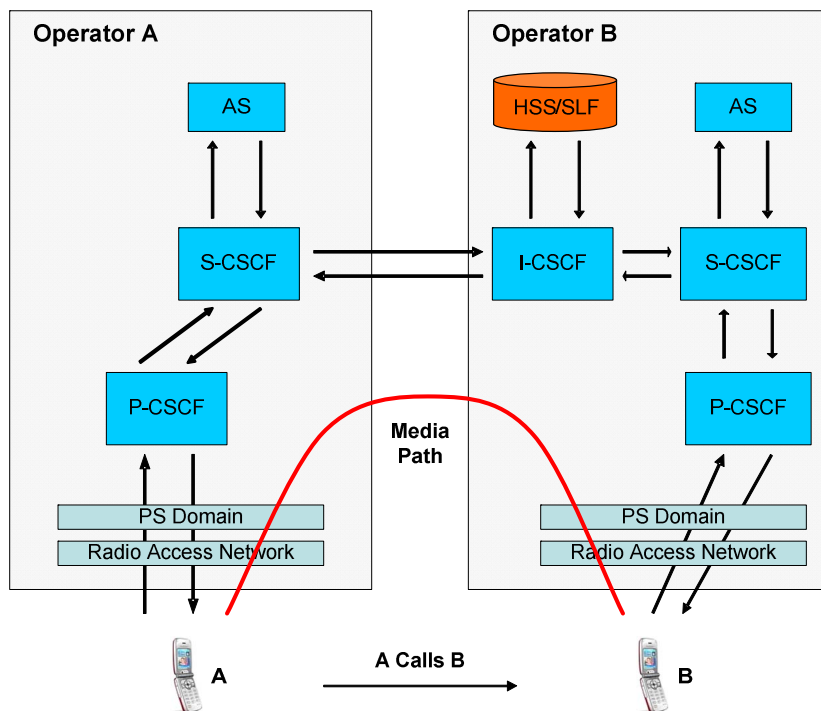 Operator A
Operator B
AS
HSS/SLF
AS
S-CSCF
I-CSCF
S-CSCF
P-CSCF
P-CSCF
Media
Path
PS Domain
PS Domain
Radio Access Network
Radio Access Network
A
A Calls B
B